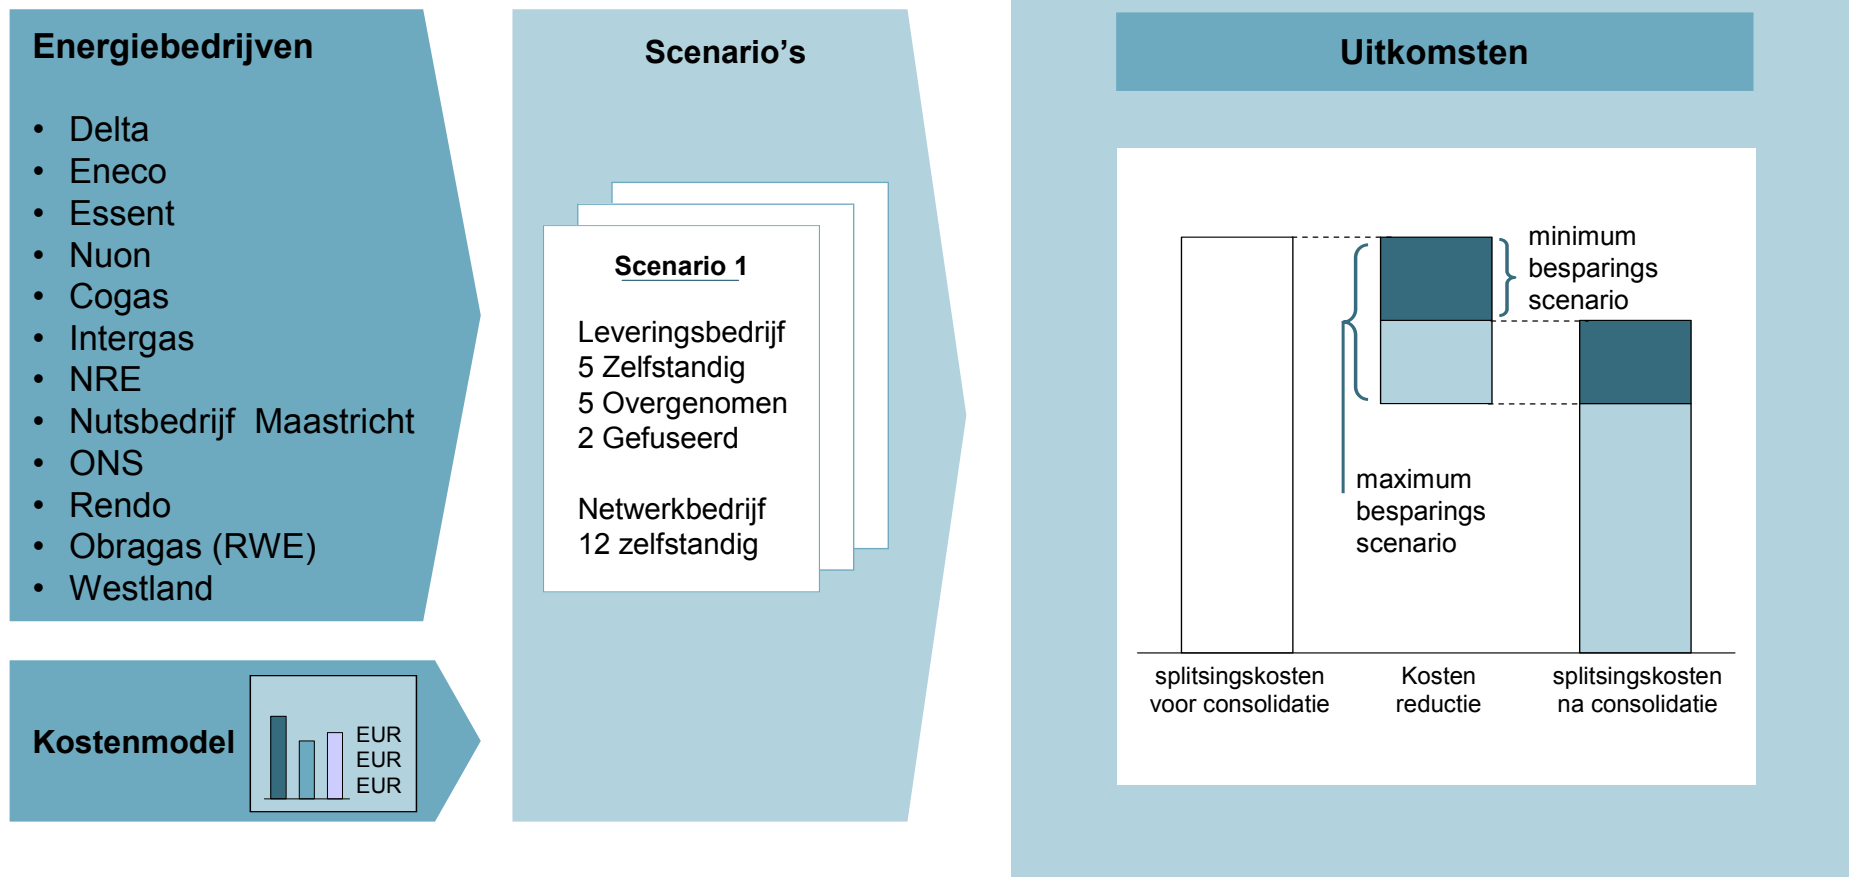 Energiebedrijven
• Delta
• Eneco
• Essent
• Nuon
• Cogas
• Intergas
• NRE
• Nutsbedrijf Maastricht
• ONS
• Rendo
• Obragas (RWE)
• Westland
Kostenmodel
EUR
EUR
EUR
Scenario’s
Scenario 1
Leveringsbedrijf
5 Zelfstandig
5 Overgenomen
2 Gefuseerd
Netwerkbedrijf
12 zelfstandig
Uitkomsten
minimum
besparings
scenario
maximum
besparings
scenario
splitsingskosten
voor consolidatie
Kosten
reductie
splitsingskosten
na consolidatie